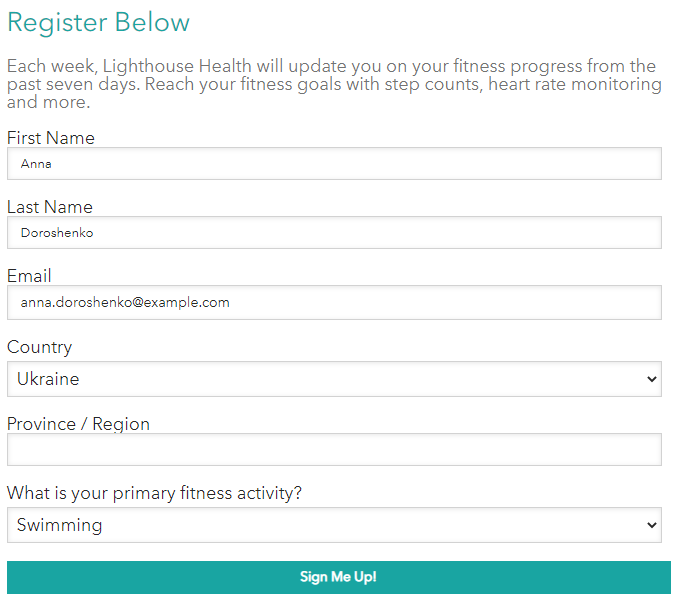 Register Below
Each week, Lighthouse Health will update you on your fitness progress from the
past seven days. Reach your fitness goals with step counts, heart rate monitoring
and more.
First Name
Anna
Last Name
Doroshenko
Email
anna.doroshenko@example.com
Country
Ukraine
Province / Region
What is your primary fitness activity?
Swimming
Sign Me Up!